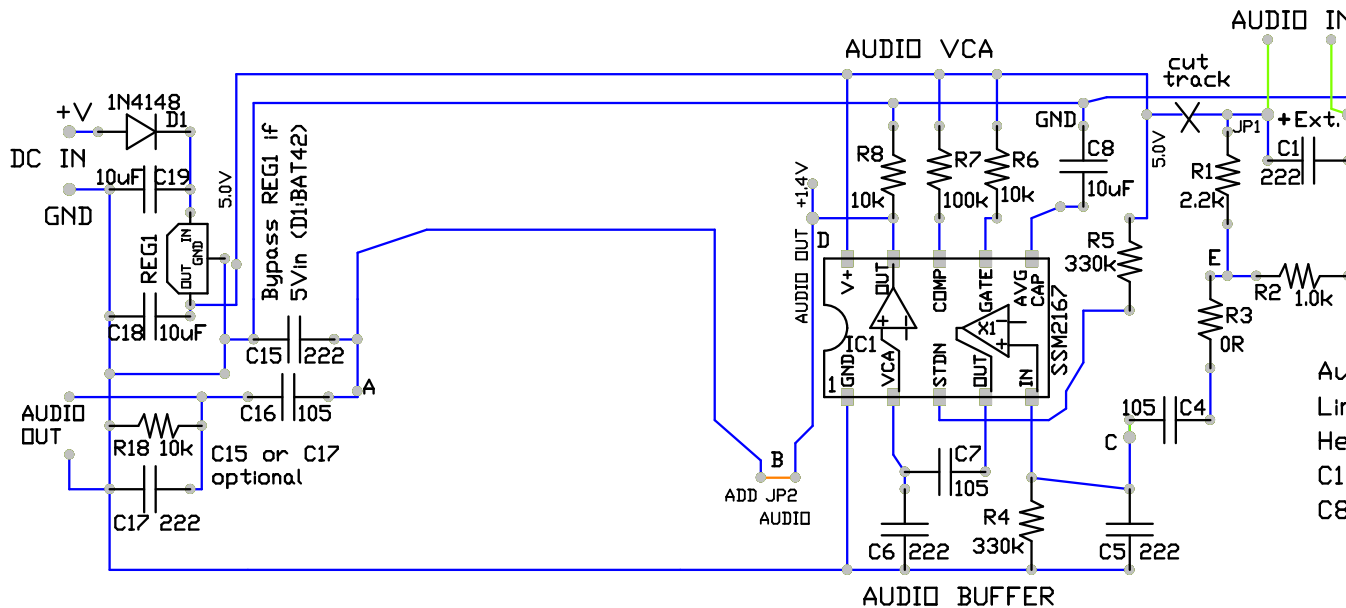 AUDIO IN
AUDIO VCA
cut
track
+V
1N4148
D1
DC IN
10uF
C19
GND
REG1
IN
GND
OUT
5.0V
Bypass REG1 if
5Vin (D1:BAT42)
C18
10uF
C15
222
C16
105
A
AUDIO
OUT
R18
10k
C15 or C17
optional
C17
222
+1.4V
AUDIO OUT
D
R8
10k
R7
100k
R6
10k
GND
C8
10uF
5.0V
JP1
+Ext.
R1
2.2k
C1
222
R5
330k
E
R2
1.0k
R3
0R
V+
OUT
COMP
GATE
AVG
CAP
X1
IC1
SSM2167
1
GND
VCA
STDN
OUT
IN
105
C4
C
B
ADD JP2
AUDIO
C7
105
C6
222
R4
330k
C5
222
AUDIO BUFFER
Au
Lin
He
C1
C8